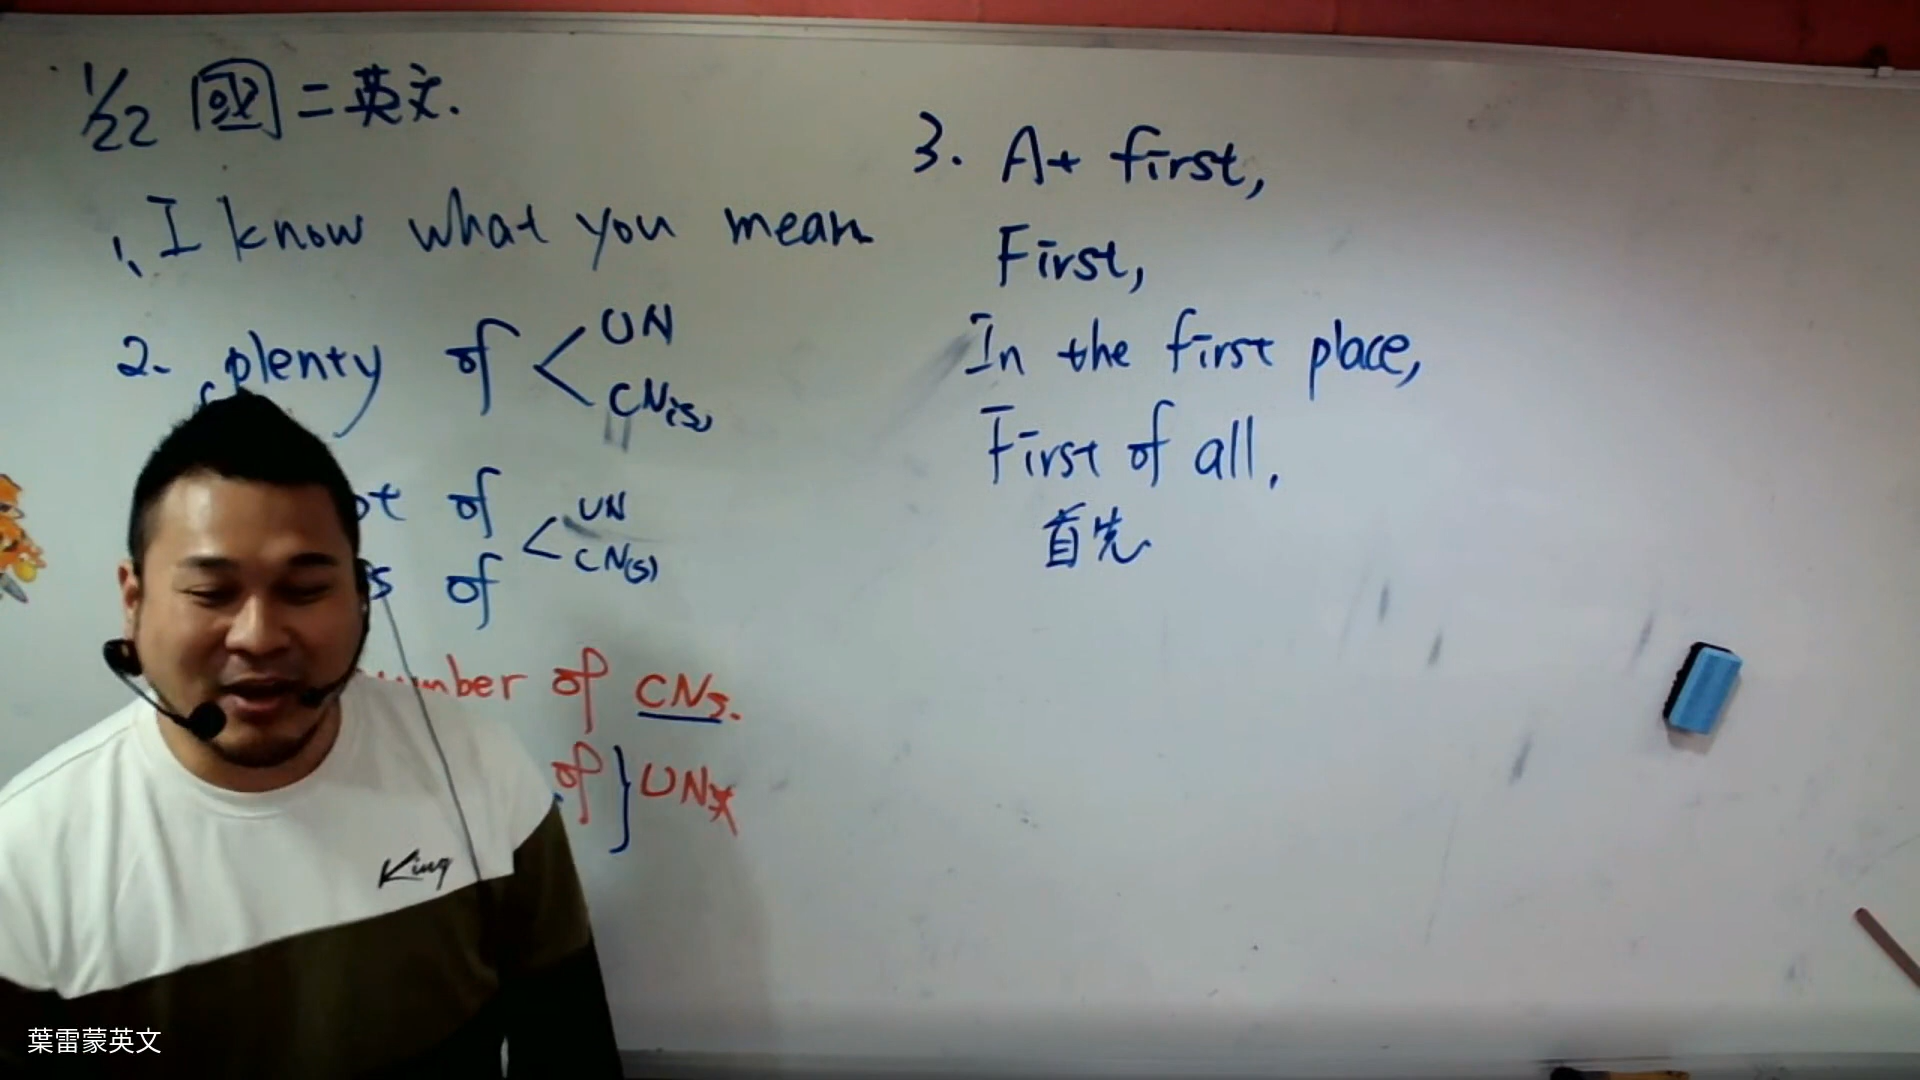 1/22 國二英文.
1. I know what you mean
2. plenty of < UN
CN(s)
of < UN
CN(s)
of
number of CNs.
of } UN
3. At first,
First,
In the first place,
First of all,
首先
King
葉雷蒙英文